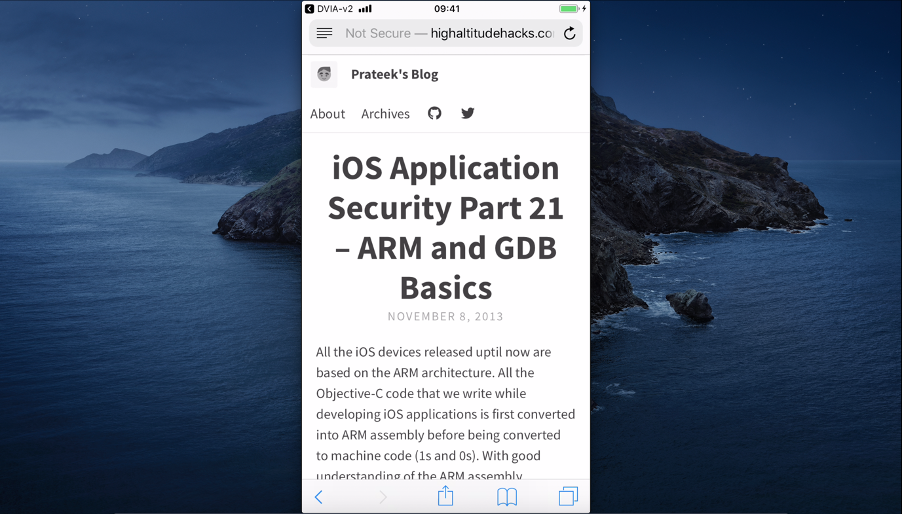 DVIA-v2
09:41
Not Secure — highaltitudehacks.co
Prateek's Blog
About Archives
iOS Application
Security Part 21
– ARM and GDB
Basics
NOVEMBER 8, 2013
All the iOS devices released uptil now are
based on the ARM architecture. All the
Objective-C code that we write while
developing iOS applications is first converted
into ARM assembly before being converted
to machine code (1s and 0s). With good
understanding of the ARM assembly